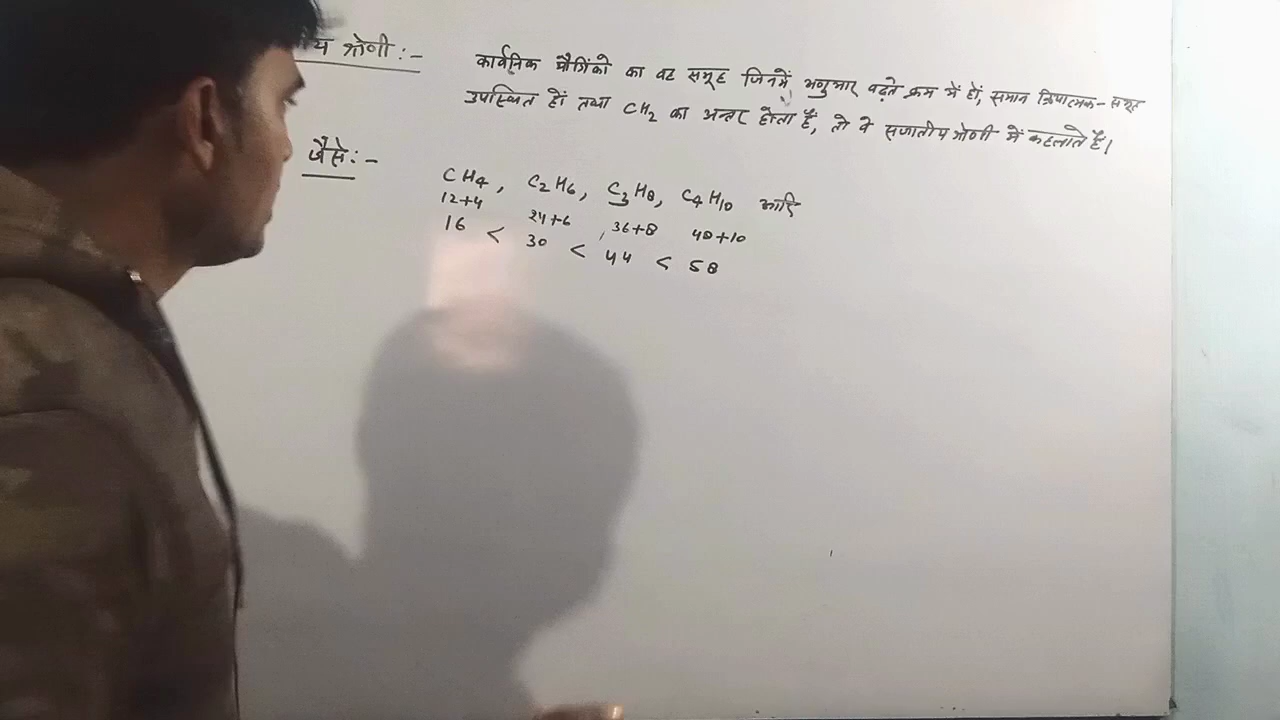 श्रेणी :-
कार्बनिक यौगिकों का वह समूह जिनमें अणुभार बढ़ते क्रम में हों, समान क्रियात्मक-समूह
उपस्थित हों तथा CH2 का अन्तर होता है, तो वे सजातीय श्रेणी में कहलाते हैं।
जैसे :-
CH4, C2H6, C3H8, C4H10 आदि
12+4 24+6 36+8 48+10
16 < 30 < 44 < 58